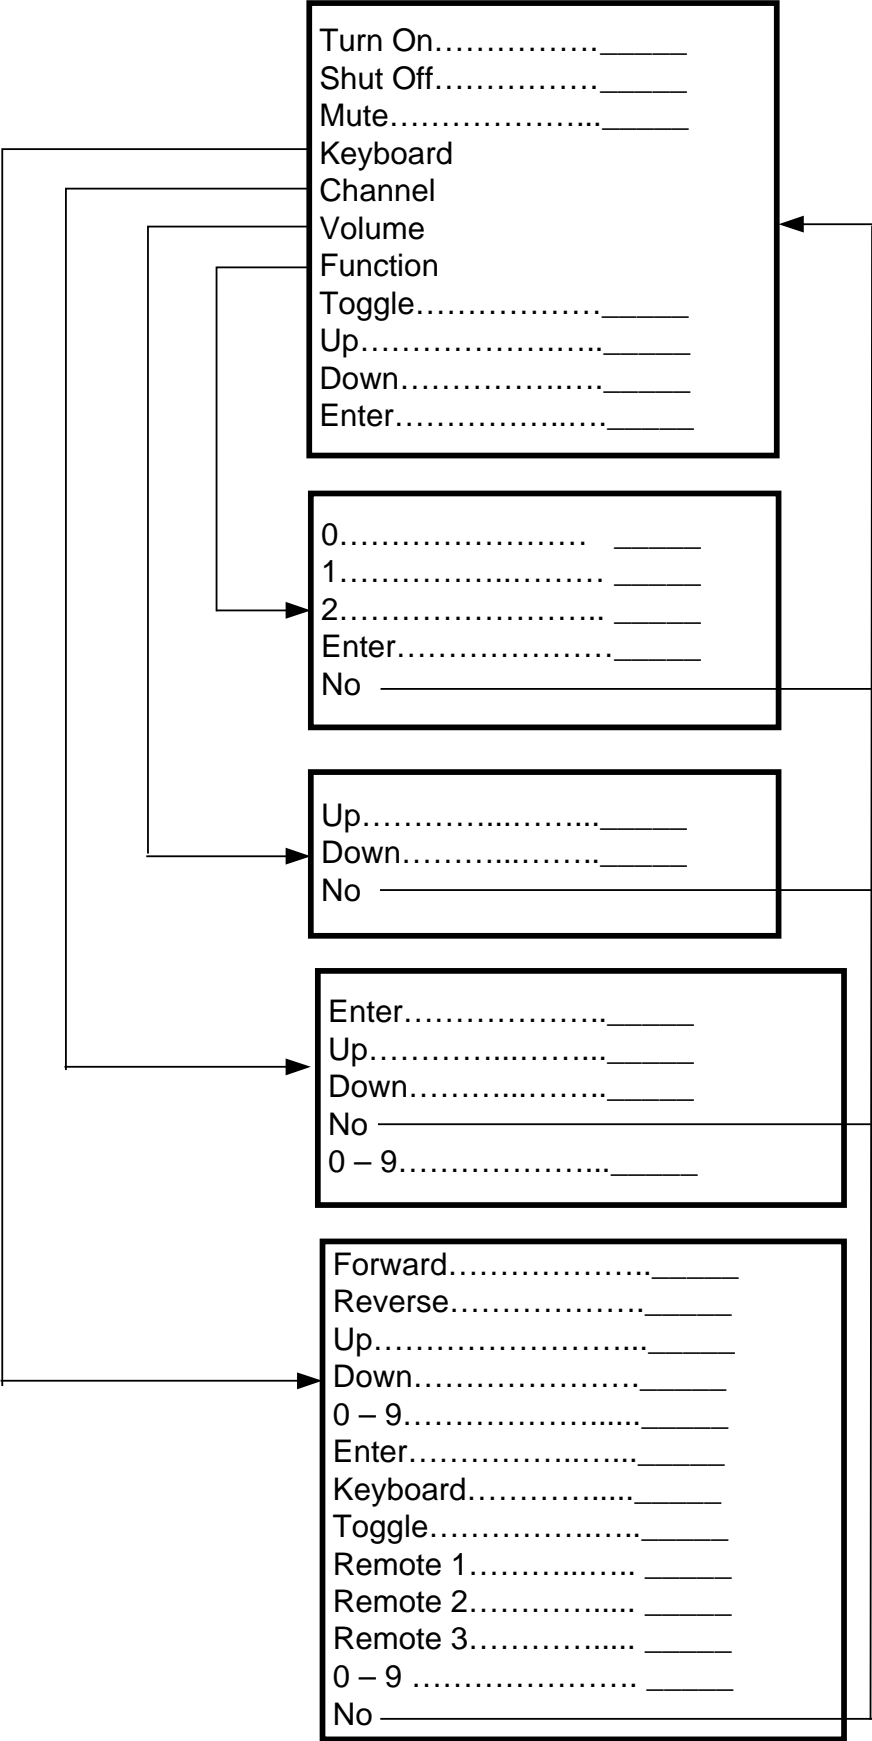 Turn On…………….….._____
Shut Off………………_____
Mute…………………..._____
Keyboard
Channel
Volume
Function
Toggle…………………_____
Up………………….….._____
Down…………….….…._____
Enter……………...…._____
0…………………… _____
1……………...……… _____
2…………………….... _____
Enter……………………_____
No
Up…………...……..._____
Down………...…….._____
No
Enter………………….._____
Up…………...……..._____
Down………...……..._____
No
0 – 9…………………..._____
Forward…………………._____
Reverse…………………._____
Up………………………..._____
Down……………………._____
0 – 9………………….....​_____
Enter……………...…..._____
Keyboard…………….....​_____
Toggle………………….._____
Remote 1………...…... _____
Remote 2…………….... _____
Remote 3…………….... _____
0 – 9 …………………. _____
No